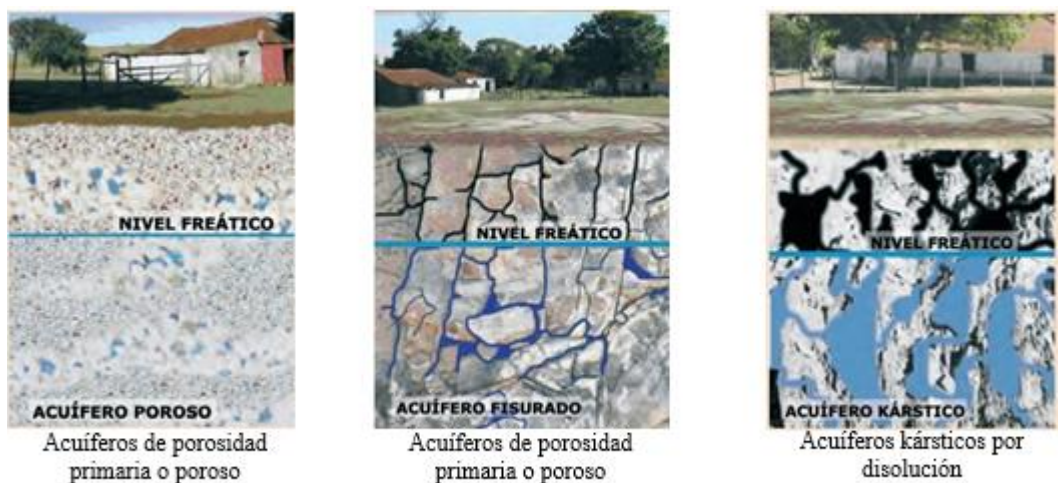 NIVEL FREÁTICO
ACUÍFERO POROSO
Acuíferos de porosidad
primaria o poroso
NIVEL FREÁTICO
ACUÍFERO FISURADO
Acuíferos de porosidad
primaria o poroso
NIVEL FREÁTICO
ACUÍFERO KÁRSTICO
Acuíferos kársticos por
disolución